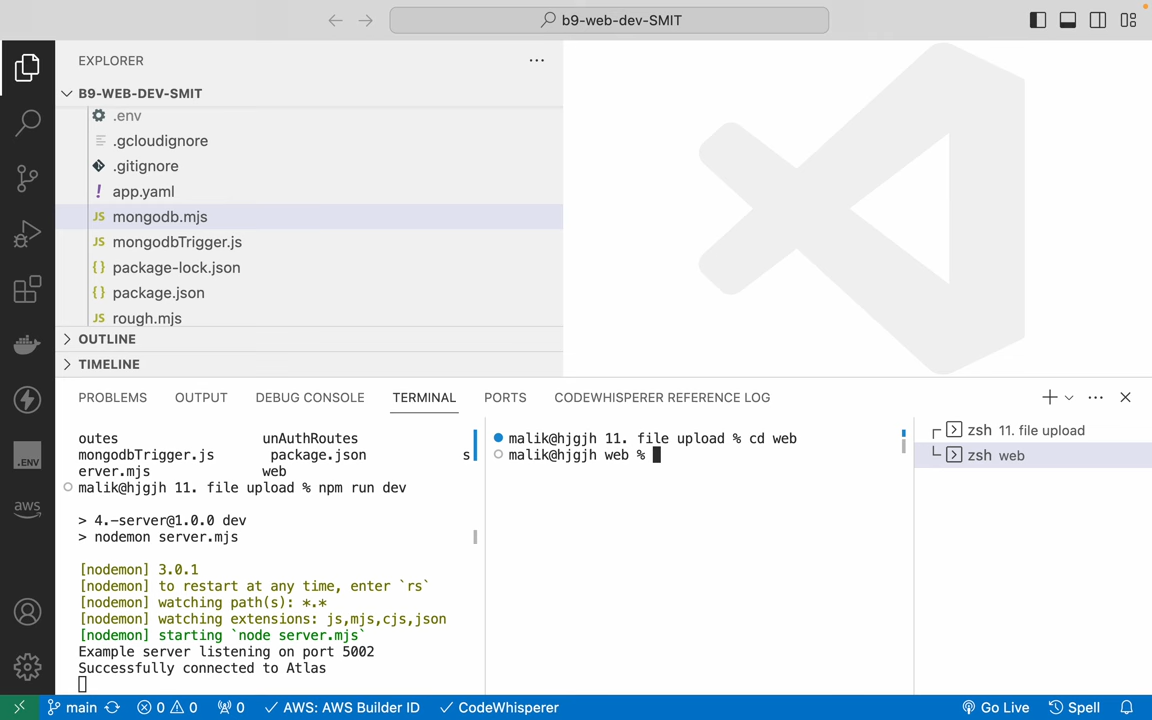 b9-web-dev-SMIT
EXPLORER
B9-WEB-DEV-SMIT
.env
.gcloudignore
.gitignore
! app.yaml
JS mongodb.mjs
JS mongodbTrigger.js
{} package-lock.json
{} package.json
JS rough.mjs
OUTLINE
TIMELINE
.ENV
aws
PROBLEMS OUTPUT DEBUG CONSOLE TERMINAL PORTS CODEWHISPERER REFERENCE LOG
outes unAuthRoutes
mongodbTrigger.js package.json s
erver.mjs web
malik@hjgjh 11. file upload % npm run dev
> 4.-server@1.0.0 dev
> nodemon server.mjs
[nodemon] 3.0.1
[nodemon] to restart at any time, enter `rs`
[nodemon] watching path(s): *.*
[nodemon] watching extensions: js,mjs,cjs,json
[nodemon] starting `node server.mjs`
Example server listening on port 5002
Successfully connected to Atlas
malik@hjgjh 11. file upload % cd web
malik@hjgjh web %
zsh 11. file upload
zsh web
main 0 0 0 AWS: AWS Builder ID CodeWhisperer Go Live Spell